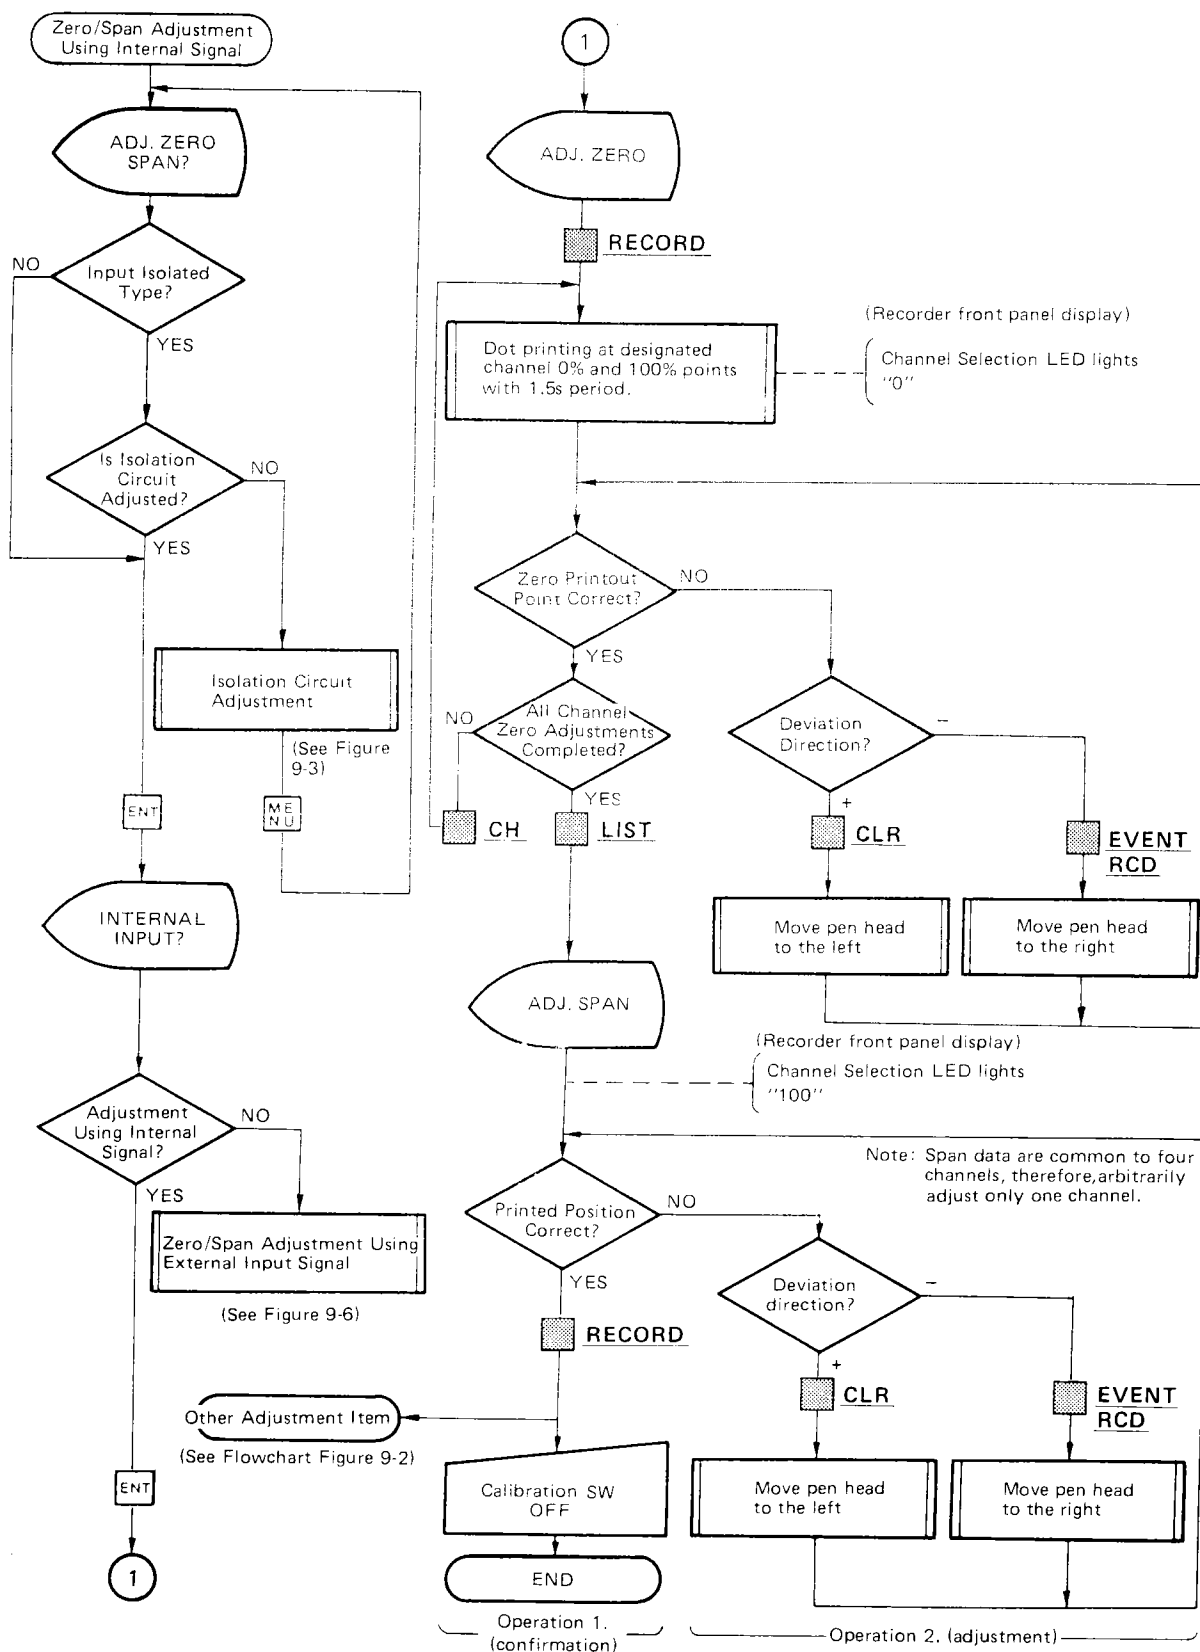 Zero/Span Adjustment
Using Internal Signal
ADJ. ZERO
SPAN?
Input Isolated
Type?
NO
YES
Is Isolation
Circuit
Adjusted?
NO
YES
Isolation Circuit
Adjustment
(See Figure
9-3)
ENT
ME
NU
INTERNAL
INPUT?
Adjustment
Using Internal
Signal?
NO
YES
Zero/Span Adjustment Using
External Input Signal
(See Figure 9-6)
ENT
1
1
ADJ. ZERO
RECORD
Dot printing at designated
channel 0% and 100% points
with 1.5s period.
(Recorder front panel display)
Channel Selection LED lights
"0"
Zero Printout
Point Correct?
NO
YES
All Channel
Zero Adjustments
Completed?
NO
YES
CH
LIST
Deviation
Direction?
-
+
CLR
EVENT
RCD
Move pen head
to the left
Move pen head
to the right
ADJ. SPAN
(Recorder front panel display)
Channel Selection LED lights
"100"
Note: Span data are common to four
channels, therefore,arbitrarily
adjust only one channel.
Printed Position
Correct?
NO
YES
Deviation
direction?
-
+
RECORD
CLR
EVENT
RCD
Other Adjustment Item
(See Flowchart Figure 9-2)
Calibration SW
OFF
Move pen head
to the left
Move pen head
to the right
END
Operation 1.
(confirmation)
Operation 2. (adjustment)